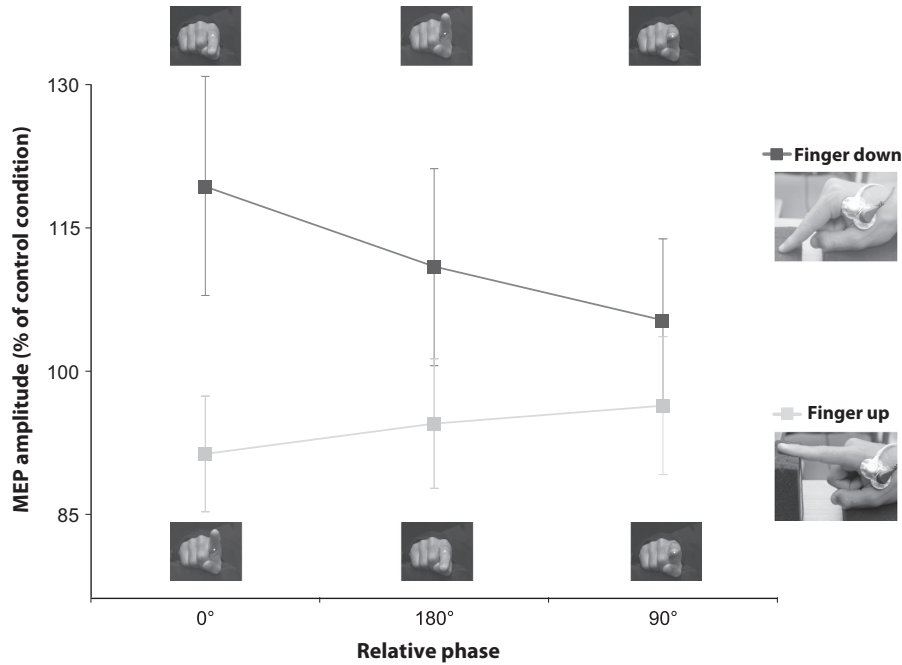 130
115
100
85
MEP amplitude (% of control condition)
Finger down
Finger up
0° 180° 90°
Relative phase